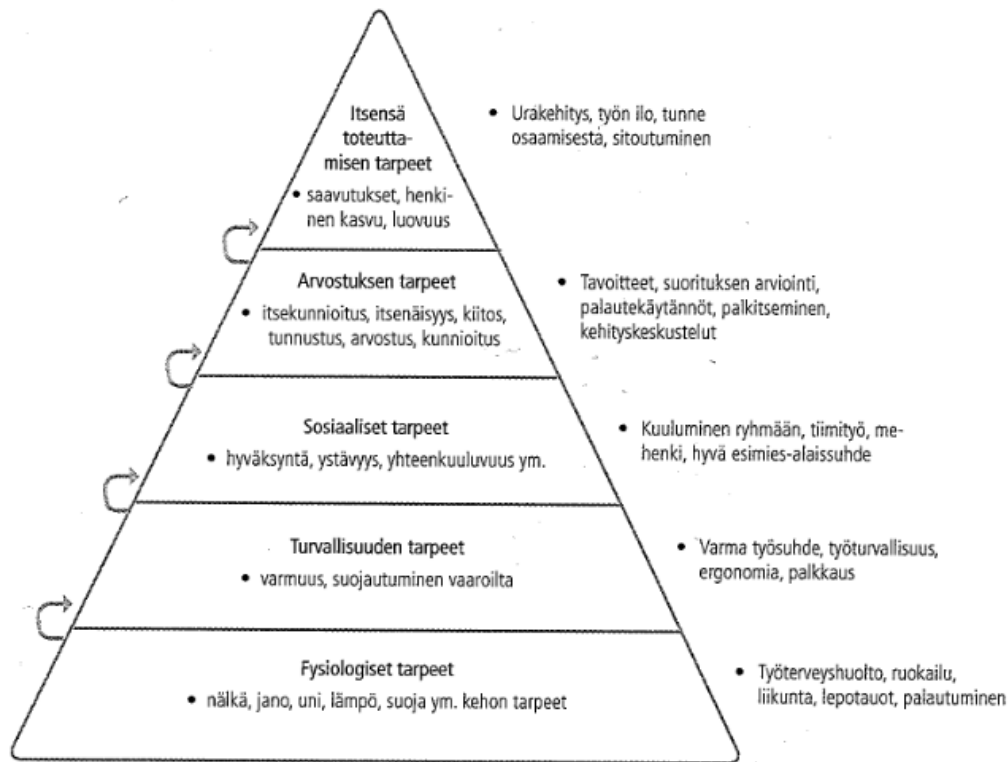 Itsensä
toteutta-
misen tarpeet
• saavutukset, henki-
nen kasvu, luovuus
• Urakehitys, työn ilo, tunne
osaamisesta, sitoutuminen
Arvostuksen tarpeet
• itsekunnioitus, itsenäisyys, kiitos,
tunnustus, arvostus, kunnioitus
• Tavoitteet, suorituksen arviointi,
palautekäytännöt, palkitseminen,
kehityskeskustelut
Sosiaaliset tarpeet
• hyväksyntä, ystävyys, yhteenkuuluvuus ym.
• Kuuluminen ryhmään, tiimityö, me-
henki, hyvä esimies-alaissuhde
Turvallisuuden tarpeet
• varmuus, suojautuminen vaaroilta
• Varma työsuhde, työturvallisuus,
ergonomia, palkkaus
Fysiologiset tarpeet
• nälkä, jano, uni, lämpö, suoja ym. kehon tarpeet
• Työterveyshuolto, ruokailu,
liikunta, lepotauot, palautuminen